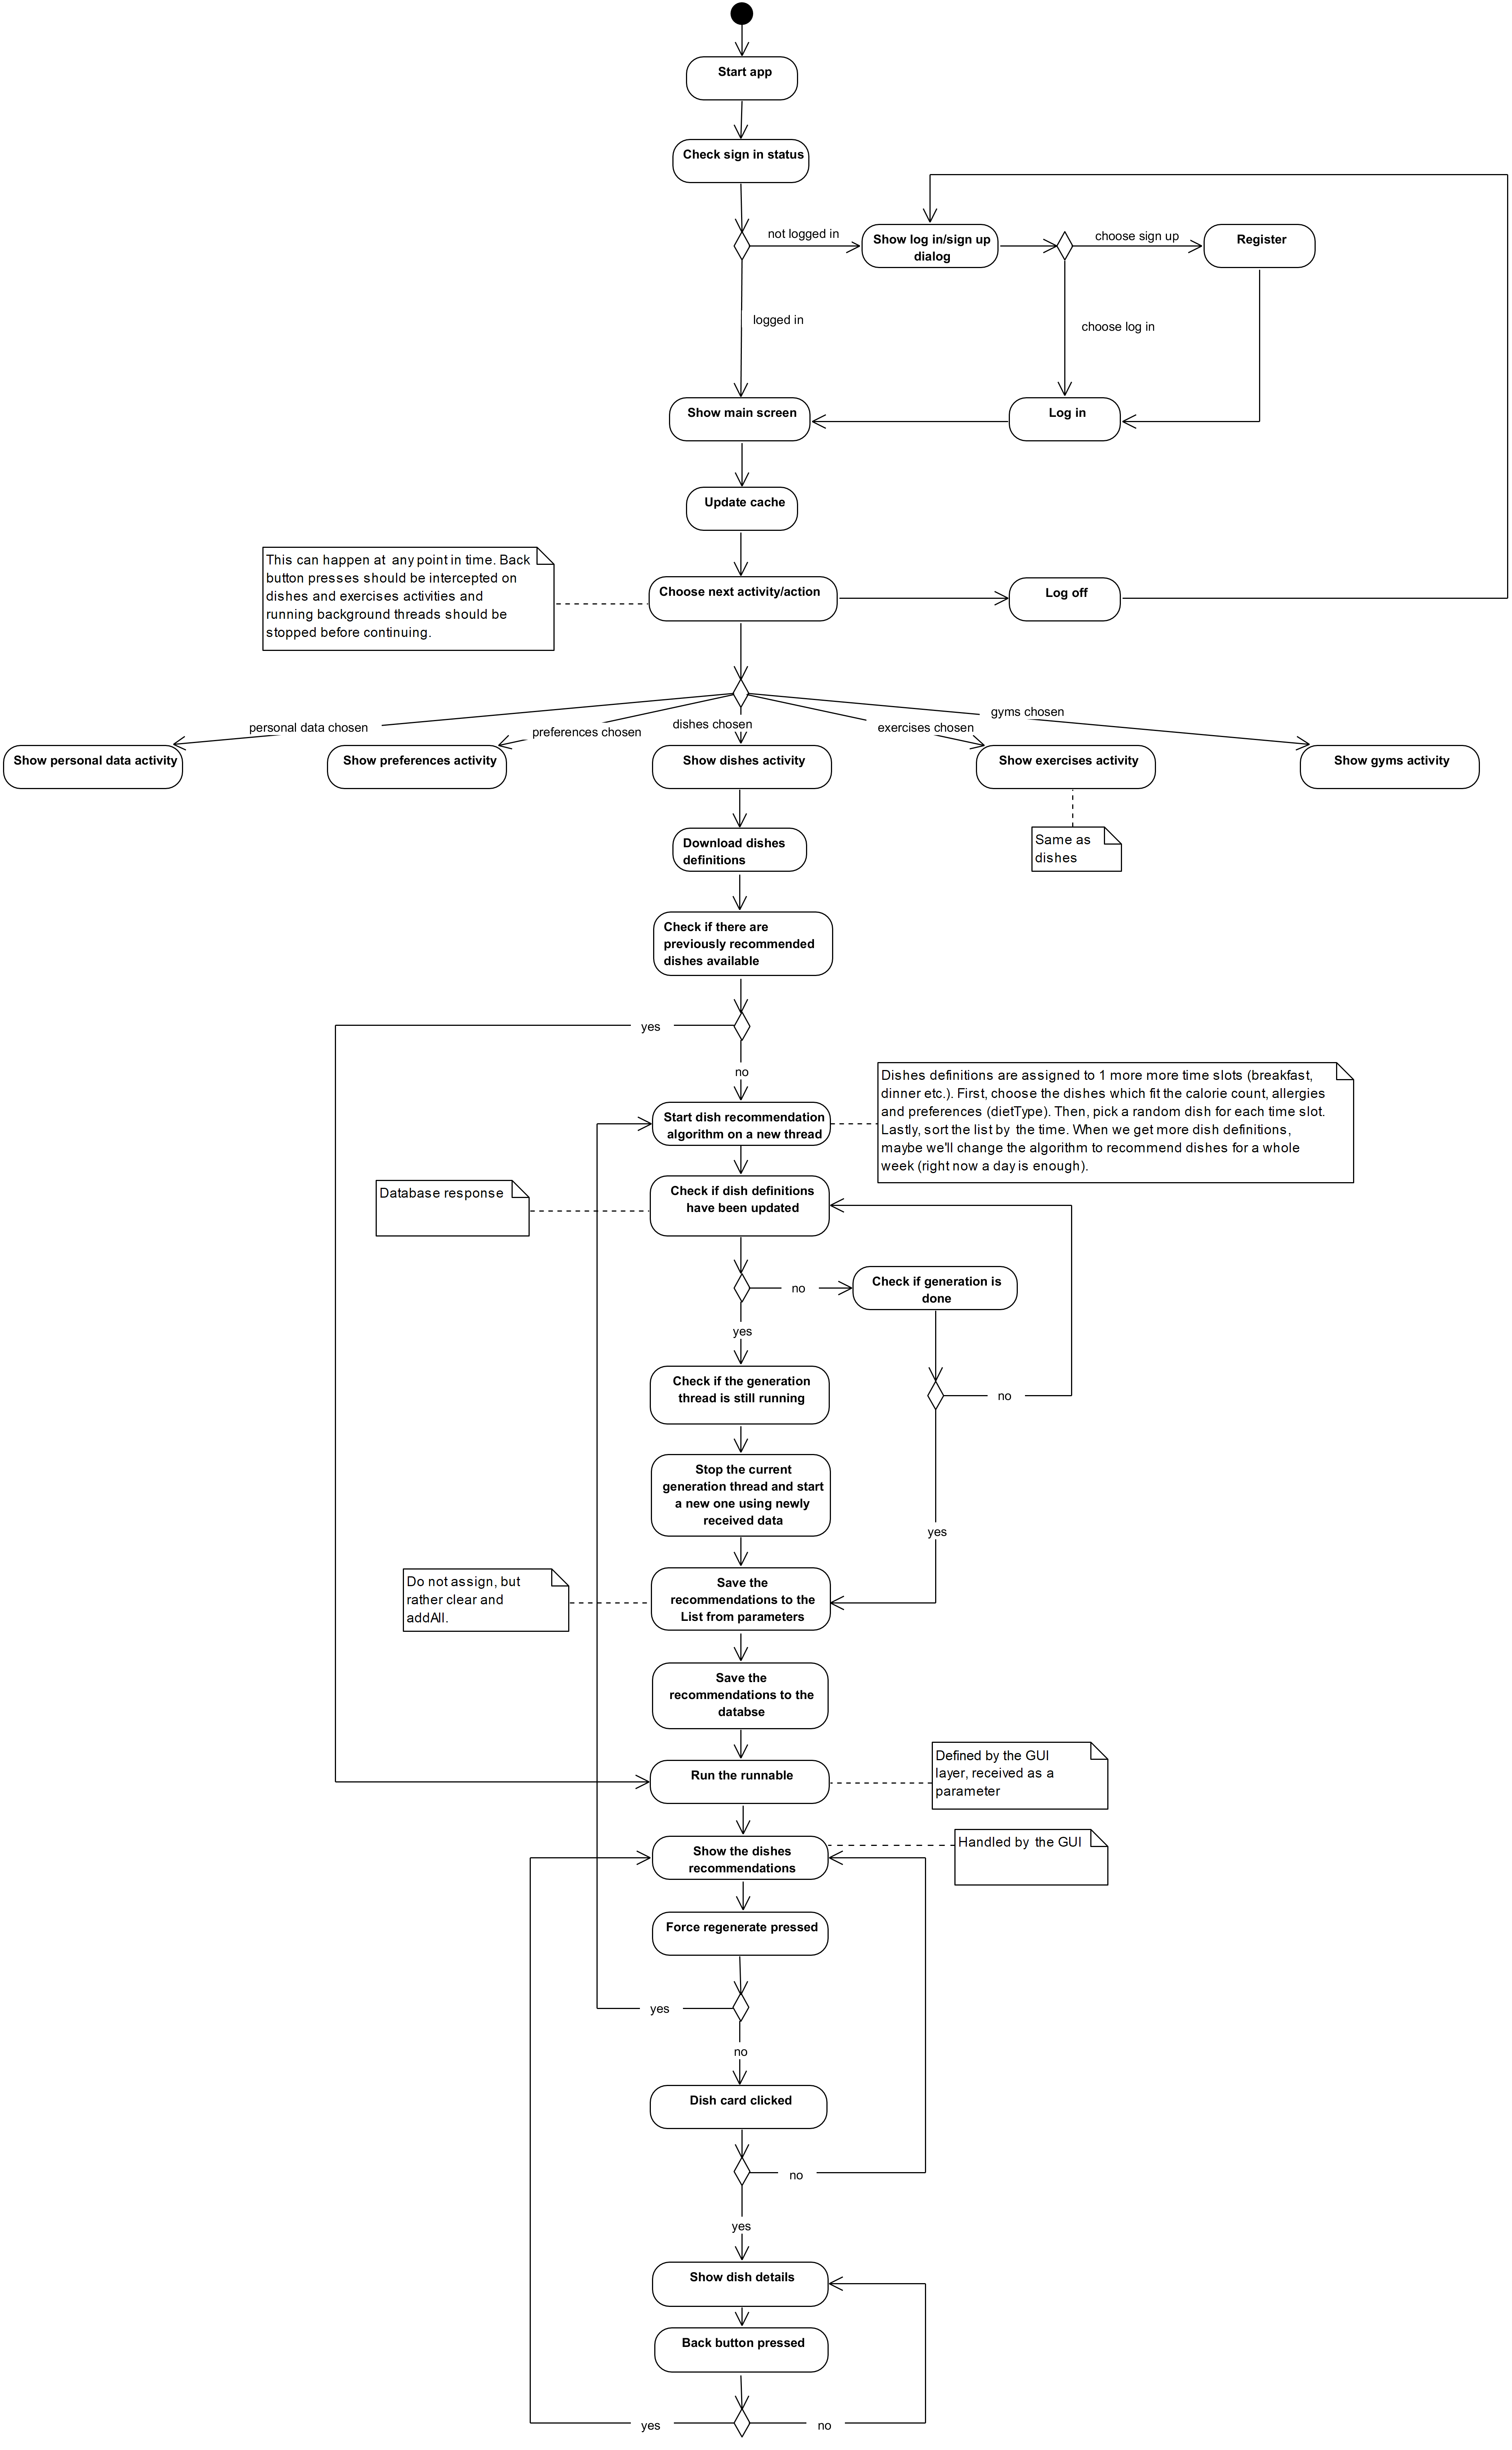 Start app
Check sign in status
not logged in
Show log in/sign up
dialog
choose sign up
Register
logged in
choose log in
Show main screen
Log in
Update cache
This can happen at any point in time. Back
button presses should be intercepted on
dishes and exercises activities and
running background threads should be
stopped before continuing.
Choose next activity/action
Log off
personal data chosen
preferences chosen
dishes chosen
exercises chosen
gyms chosen
Show personal data activity
Show preferences activity
Show dishes activity
Show exercises activity
Show gyms activity
Same as
dishes
Download dishes
definitions
Check if there are
previously recommended
dishes available
yes
no
Dishes definitions are assigned to 1 more more time slots (breakfast,
dinner etc.). First, choose the dishes which fit the calorie count, allergies
and preferences (dietType). Then, pick a random dish for each time slot.
Lastly, sort the list by the time. When we get more dish definitions,
maybe we'll change the algorithm to recommend dishes for a whole
week (right now a day is enough).
Start dish recommendation
algorithm on a new thread
Database response
Check if dish definitions
have been updated
no
Check if generation is
done
yes
Check if the generation
thread is still running
no
Stop the current
generation thread and start
a new one using newly
received data
yes
Do not assign, but
rather clear and
addAll.
Save the
recommendations to the
List from parameters
Save the
recommendations to the
databse
Run the runnable
Defined by the GUI
layer, received as a
parameter
Show the dishes
recommendations
Handled by the GUI
Force regenerate pressed
yes
no
Dish card clicked
no
yes
Show dish details
Back button pressed
yes
no